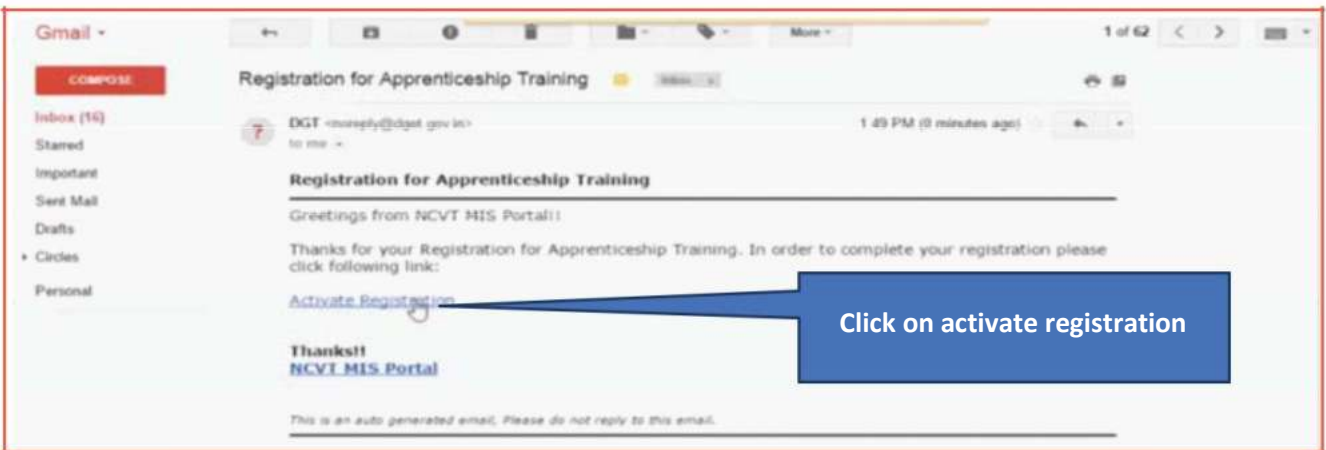 Gmail
More
1 of 62
COMPOSE
Registration for Apprenticeship Training
Inbox (16)
Starred
Important
Sent Mail
Drafts
Circles
Personal
?
DGT
1:49 PM (0 minutes ago)
to me
Registration for Apprenticeship Training
Greetings from NCVT MIS Portal!!
Thanks for your Registration for Apprenticeship Training. In order to complete your registration please
click following link:
Activate Registration
Click on activate registration
Thanks!!
NCVT MIS Portal
This is an auto generated email, Please do not reply to this email.